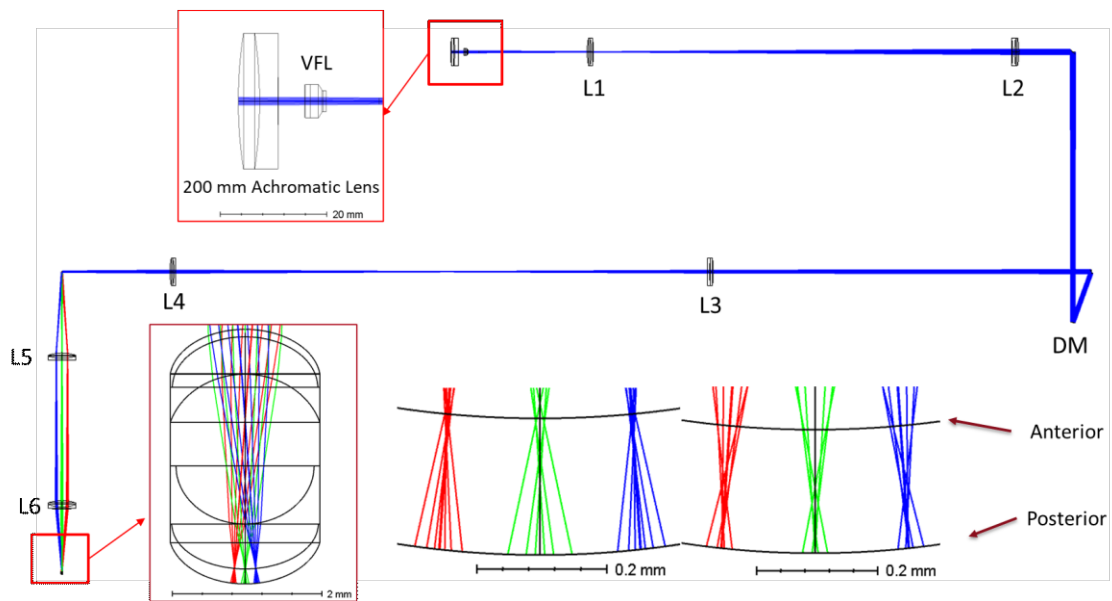 VFL
200 mm Achromatic Lens
20 mm
L1
L2
L4
L3
DM
L5
L6
2 mm
0.2 mm
0.2 mm
Anterior
Posterior